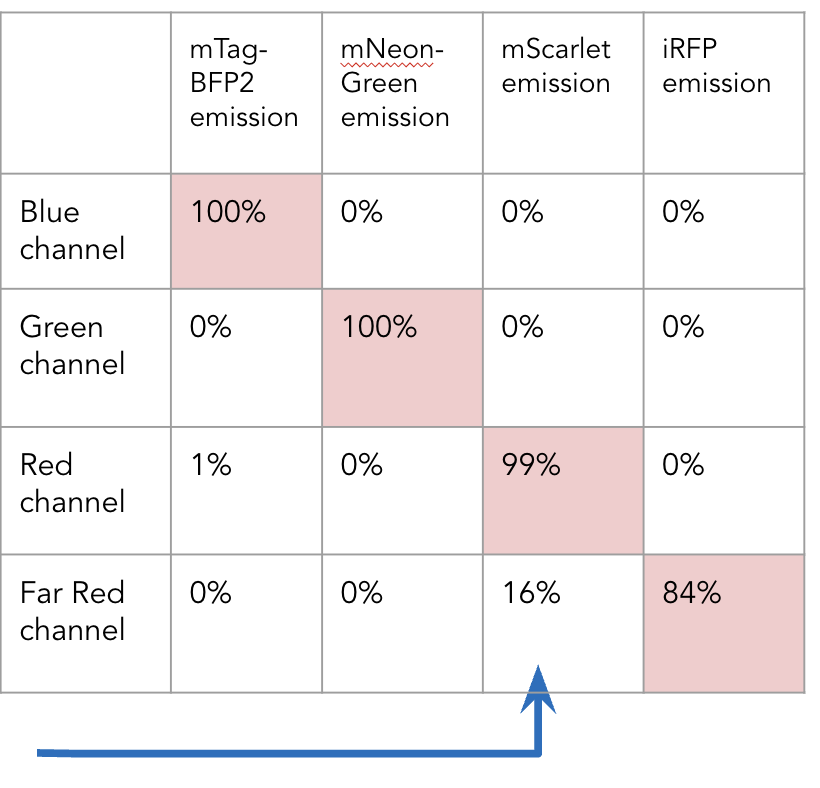 mTag-
BFP2
emission
mNeon-
Green
emission
mScarlet
emission
iRFP
emission
Blue
channel
100%
0%
0%
0%
Green
channel
0%
100%
0%
0%
Red
channel
1%
0%
99%
0%
Far Red
channel
0%
0%
16%
84%